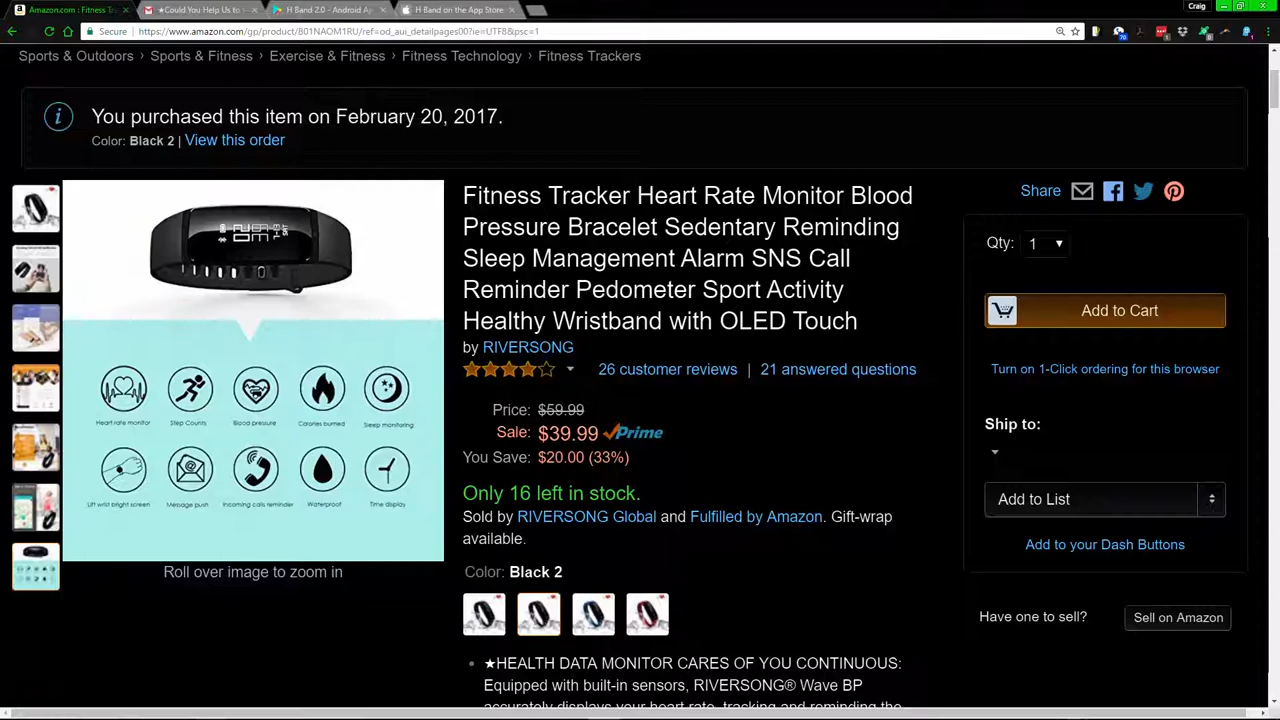 Amazon.com : Fitness Tr
★Could You Help Us to
H Band 2.0 - Android Ap
H Band on the App Store
Craig
Secure
https://www.amazon.com/gp/product/B01NAOM1RU/ref=od_aui_detailpages00?ie=UTF8&psc=1
Sports & Outdoors › Sports & Fitness › Exercise & Fitness › Fitness Technology › Fitness Trackers
You purchased this item on February 20, 2017.
Color: Black 2 | View this order
Fitness Tracker Heart Rate Monitor Blood
Pressure Bracelet Sedentary Reminding
Sleep Management Alarm SNS Call
Reminder Pedometer Sport Activity
Healthy Wristband with OLED Touch
by RIVERSONG
26 customer reviews | 21 answered questions
Price: $59.99
Sale: $39.99 Prime
You Save: $20.00 (33%)
Only 16 left in stock.
Sold by RIVERSONG Global and Fulfilled by Amazon. Gift-wrap
available.
Color: Black 2
★HEALTH DATA MONITOR CARES OF YOU CONTINUOUS:
Equipped with built-in sensors, RIVERSONG® Wave BP
accurately displays your heart rate, tracking and reminding the
Heart rate monitor
Step Counts
Blood pressure
Calories burned
Sleep monitoring
Lift wrist bright screen
Message push
Incoming calls reminder
Waterproof
Time display
Roll over image to zoom in
Share
Qty: 1
Add to Cart
Turn on 1-Click ordering for this browser
Ship to:
Add to List
Add to your Dash Buttons
Have one to sell?
Sell on Amazon